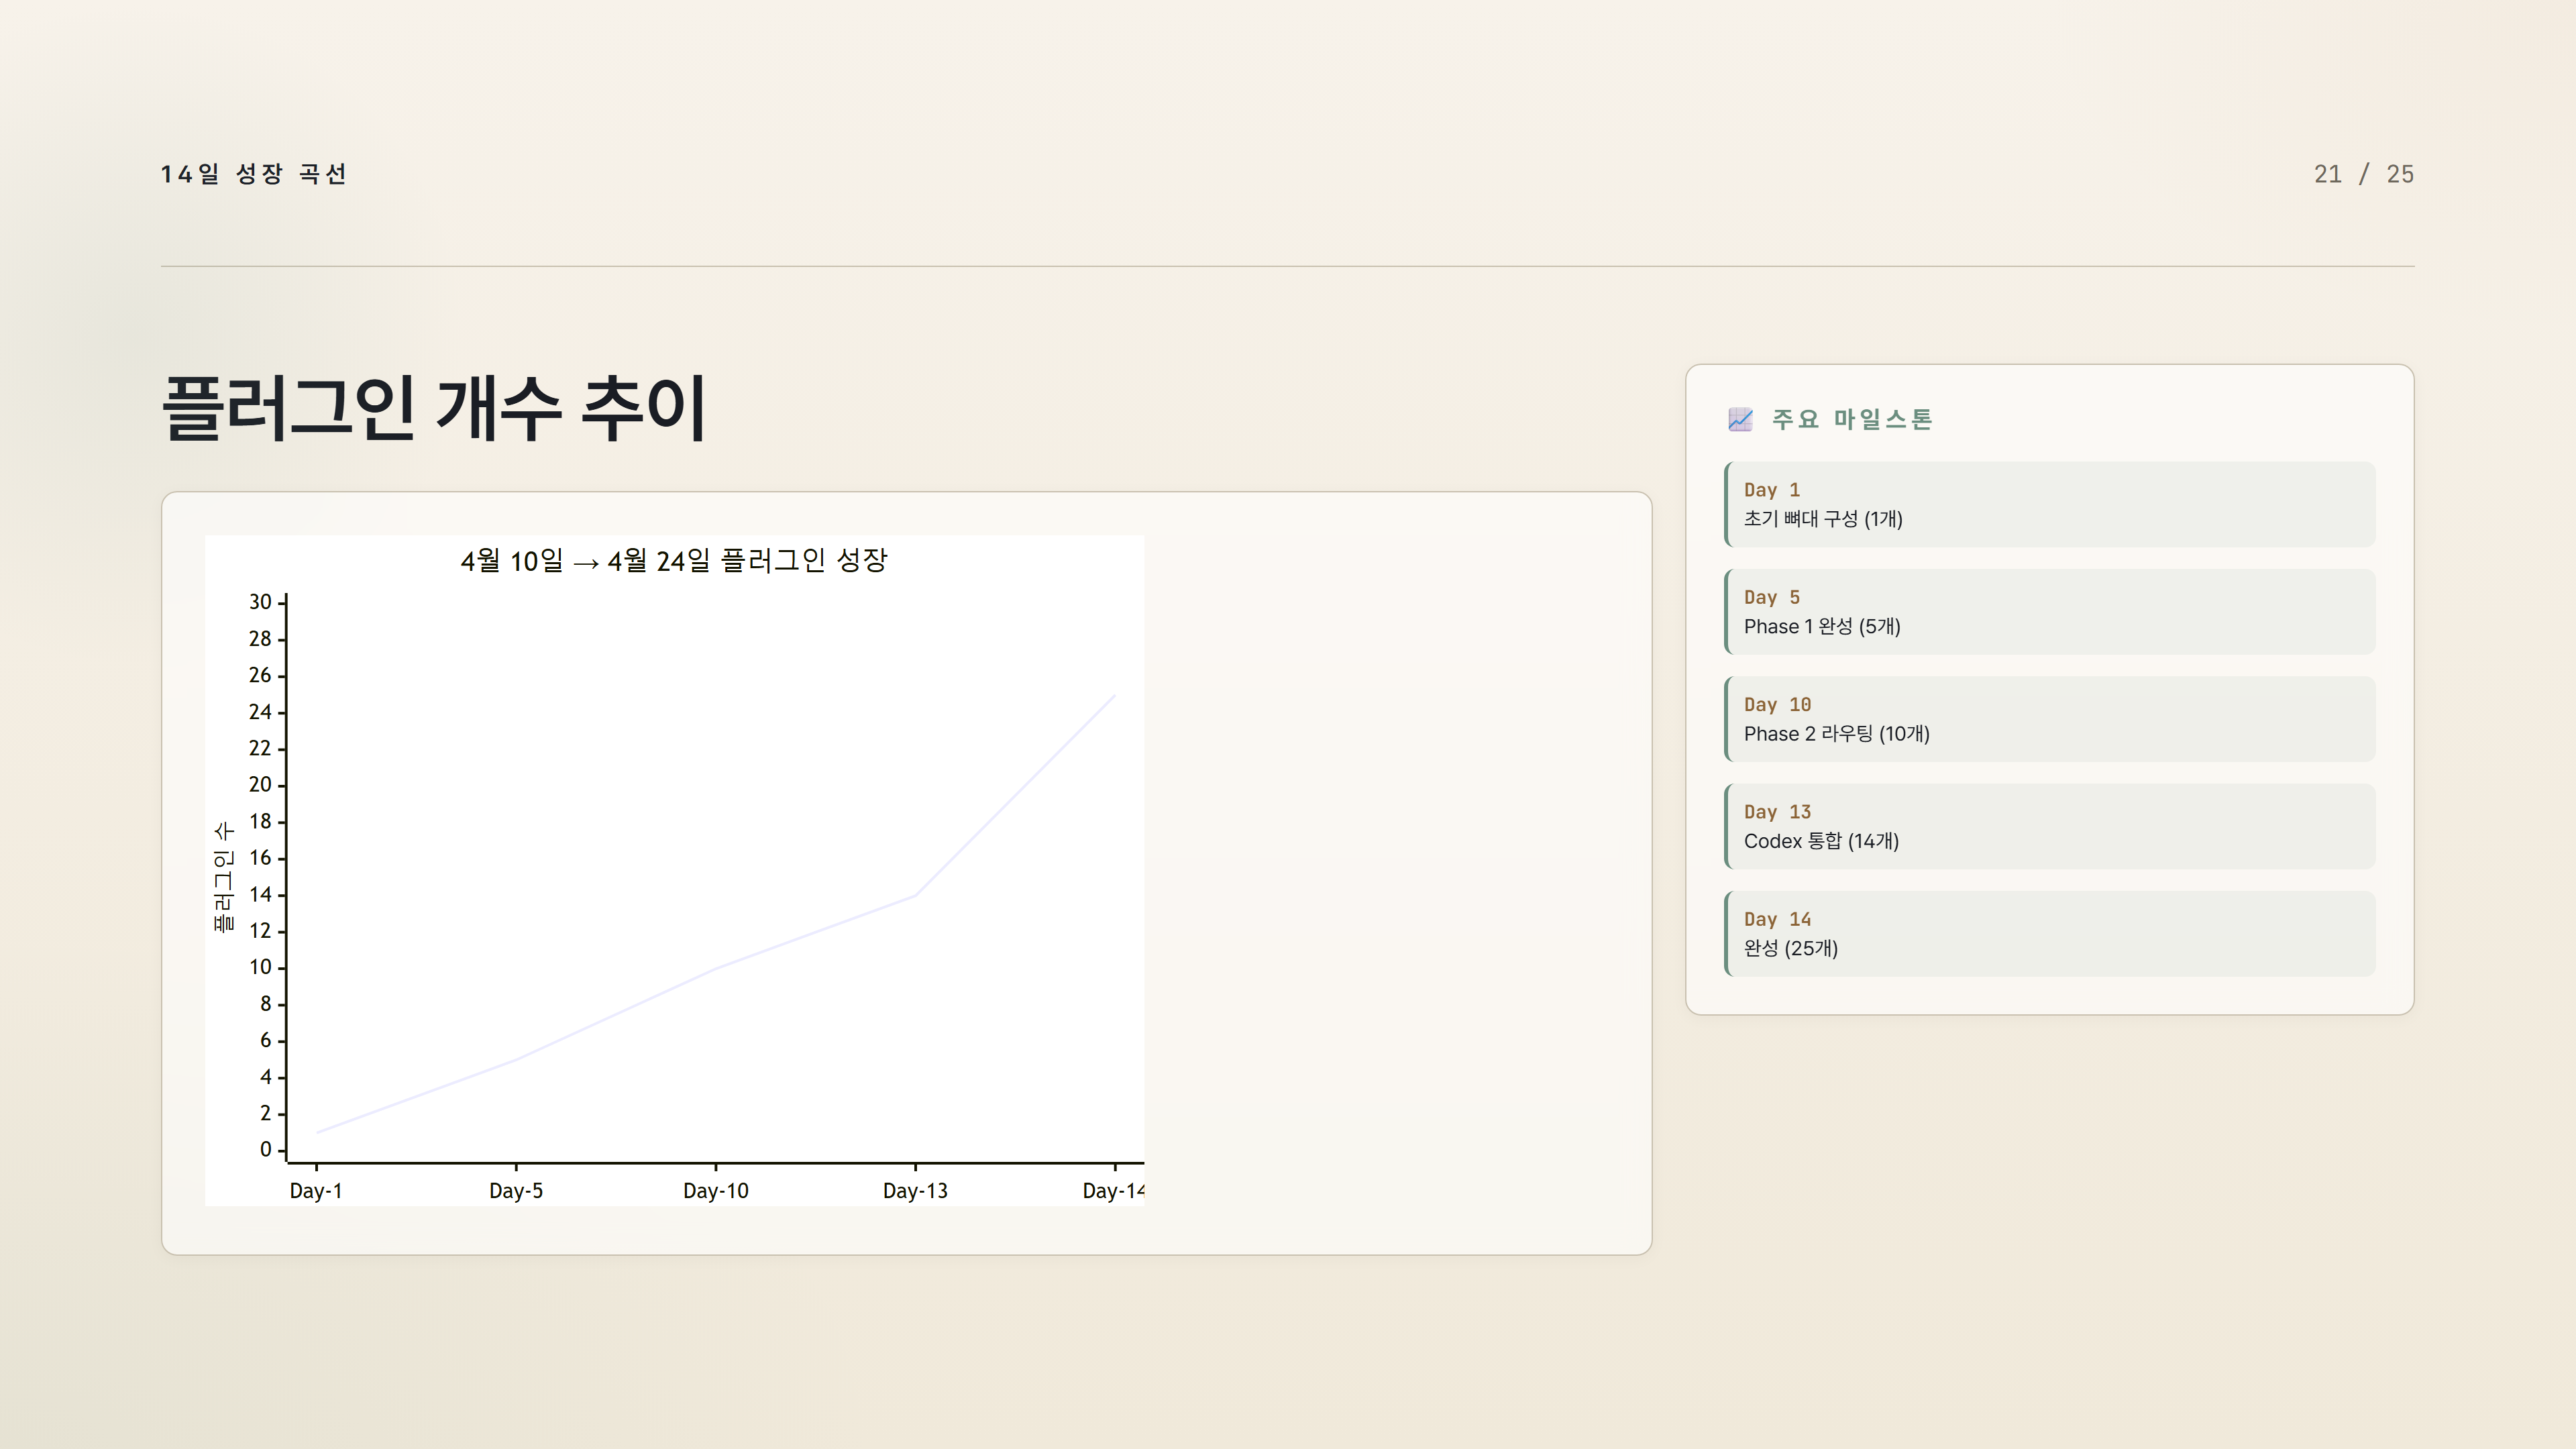 14일 성장 곡선
21 / 25
플러그인 개수 추이
4월 10일 → 4월 24일 플러그인 성장
플러그인 수
30
28
26
24
22
20
18
16
14
12
10
8
6
4
2
0
Day-1
Day-5
Day-10
Day-13
Day-14
📈 주요 마일스톤
Day 1
초기 뼈대 구성 (1개)
Day 5
Phase 1 완성 (5개)
Day 10
Phase 2 라우팅 (10개)
Day 13
Codex 통합 (14개)
Day 14
완성 (25개)